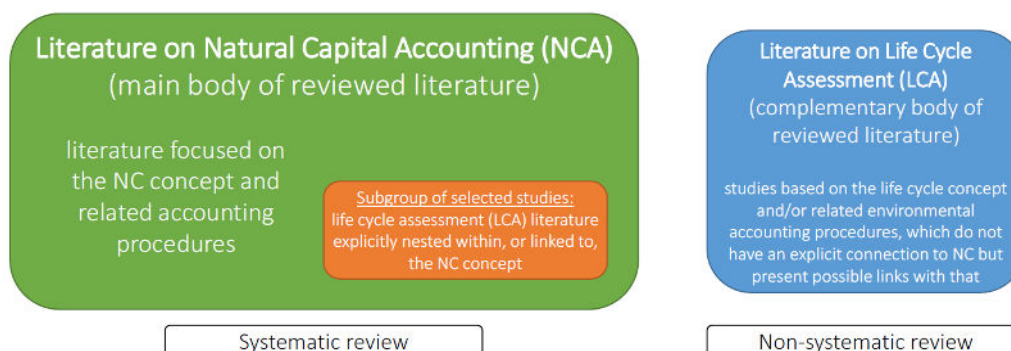 Literature on Natural Capital Accounting (NCA)
(main body of reviewed literature)
literature focused on
the NC concept and
related accounting
procedures
Subgroup of selected studies:
life cycle assessment (LCA) literature
explicitly nested within, or linked to,
the NC concept
Systematic review
Literature on Life Cycle
Assessment (LCA)
(complementary body of
reviewed literature)
studies based on the life cycle concept
and/or related environmental
accounting procedures, which do not
have an explicit connection to NC but
present possible links with that
Non-systematic review